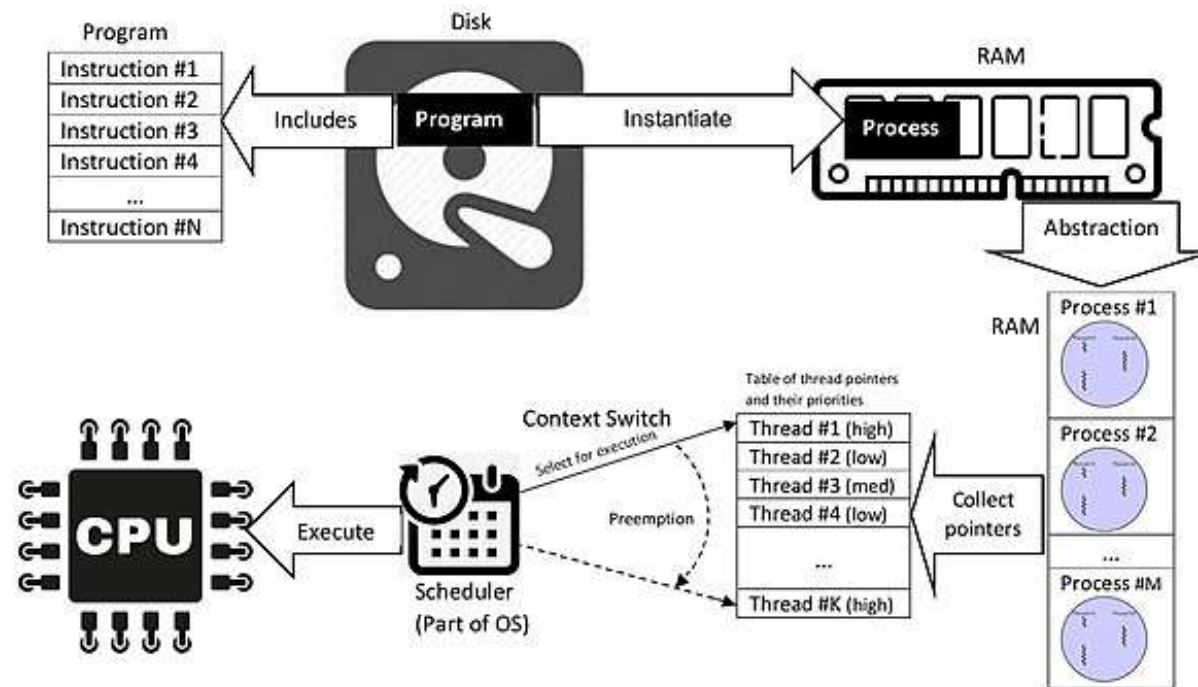 Disk
Program
Instruction #1
Instruction #2
Instruction #3
Instruction #4
...
Instruction #N
Includes
Program
Instantiate
RAM
Process
Abstraction
RAM
Process #1
Process #2
...
Process #M
Collect
pointers
Table of thread pointers
and their priorities
Thread #1 (high)
Thread #2 (low)
Thread #3 (med)
Thread #4 (low)
...
Thread #K (high)
Context Switch
Select for execution
Preemption
Scheduler
(Part of OS)
Execute
CPU